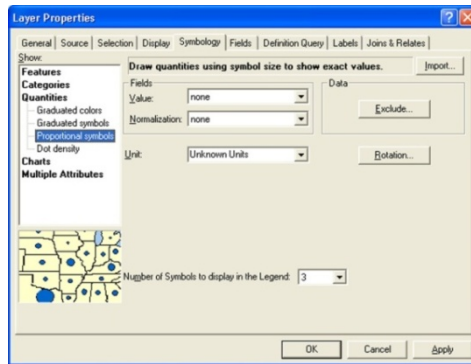 Layer Properties
General Source Selection Display Symbology Fields Definition Query Labels Joins & Relates
Show:
Features
Categories
Quantities
Graduated colors
Graduated symbols
Proportional symbols
Dot density
Charts
Multiple Attributes
Draw quantities using symbol size to show exact values.
Import...
Fields
Value: none
Normalization: none
Data
Exclude...
Unit: Unknown Units
Rotation...
Number of Symbols to display in the Legend: 3
OK Cancel Apply